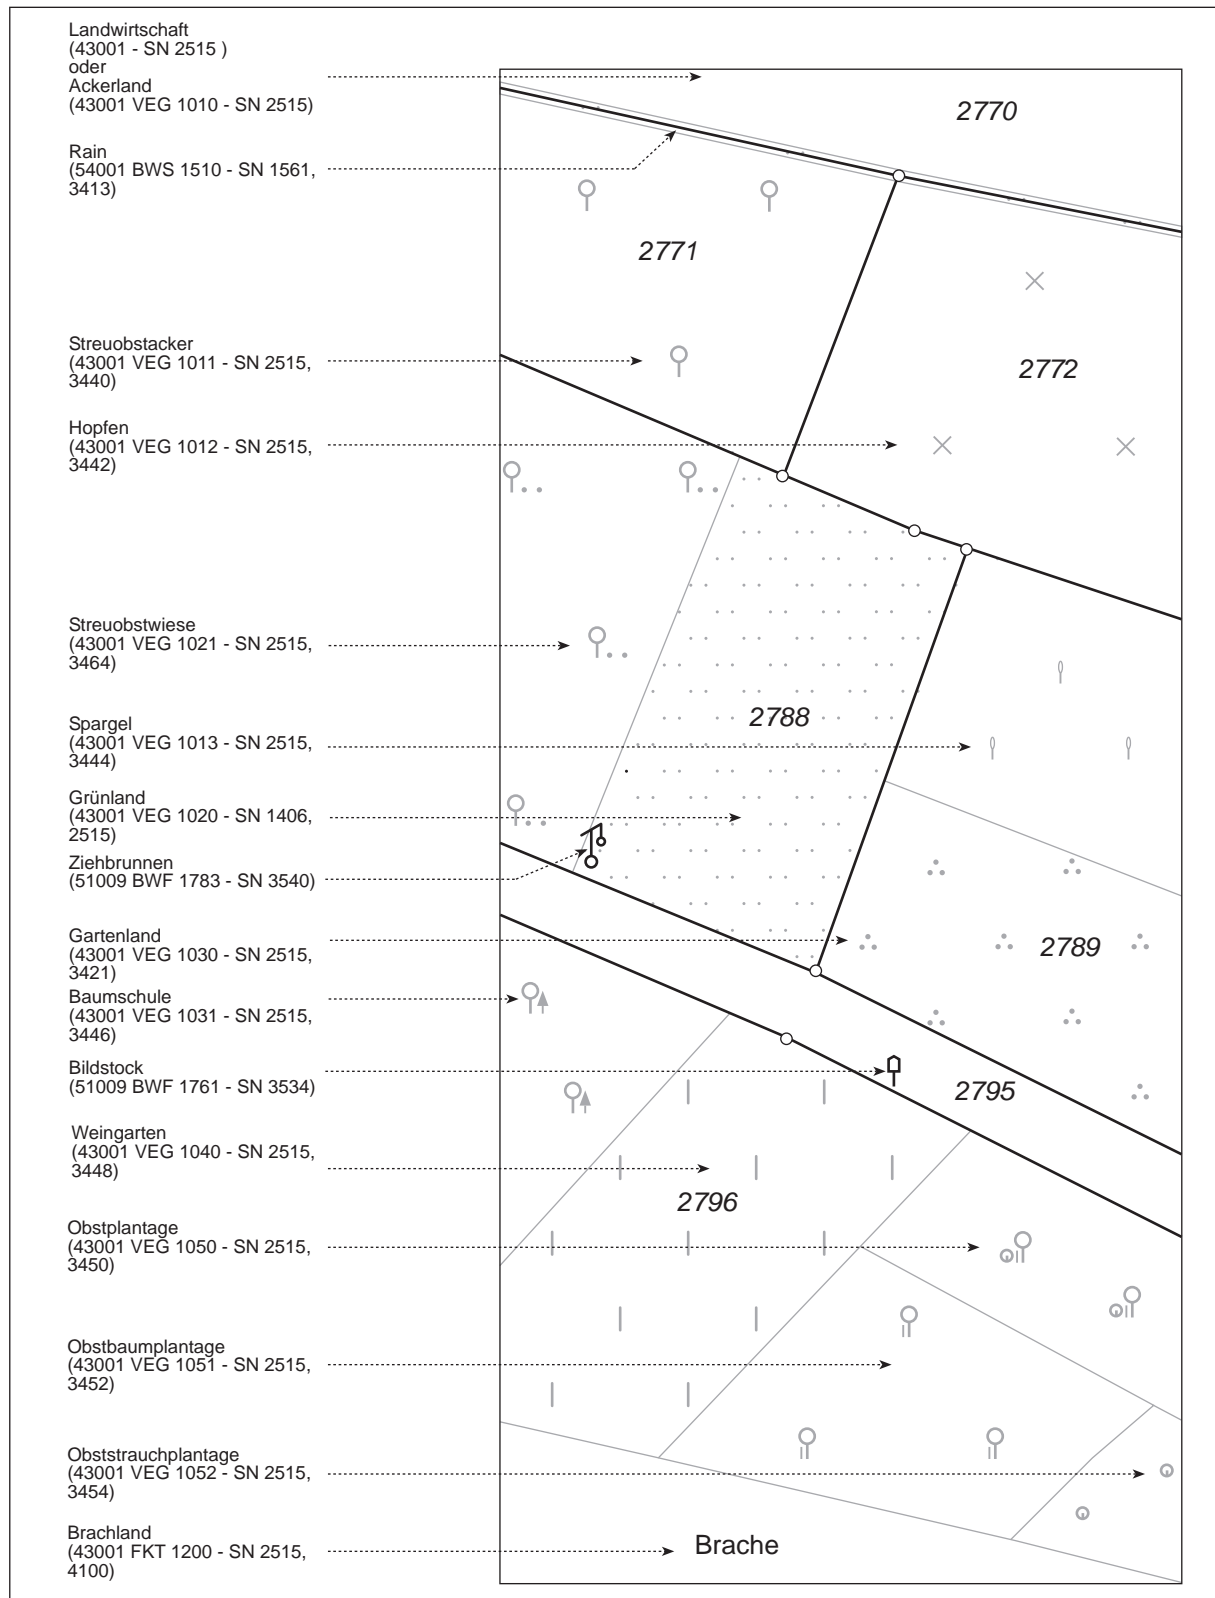 Landwirtschaft
(43001 - SN 2515 )
oder
Ackerland
(43001 VEG 1010 - SN 2515)
2770
Rain
(54001 BWS 1510 - SN 1561,
3413)
2771
Streuobstacker
(43001 VEG 1011 - SN 2515,
3440)
2772
Hopfen
(43001 VEG 1012 - SN 2515,
3442)
Streuobstwiese
(43001 VEG 1021 - SN 2515,
3464)
2788
Spargel
(43001 VEG 1013 - SN 2515,
3444)
Grünland
(43001 VEG 1020 - SN 1406,
2515)
Ziehbrunnen
(51009 BWF 1783 - SN 3540)
Gartenland
(43001 VEG 1030 - SN 2515,
3421)
2789
Baumschule
(43001 VEG 1031 - SN 2515,
3446)
Bildstock
(51009 BWF 1761 - SN 3534)
2795
Weingarten
(43001 VEG 1040 - SN 2515,
3448)
2796
Obstplantage
(43001 VEG 1050 - SN 2515,
3450)
Obstbaumplantage
(43001 VEG 1051 - SN 2515,
3452)
Obststrauchplantage
(43001 VEG 1052 - SN 2515,
3454)
Brachland
(43001 FKT 1200 - SN 2515,
4100)
Brache